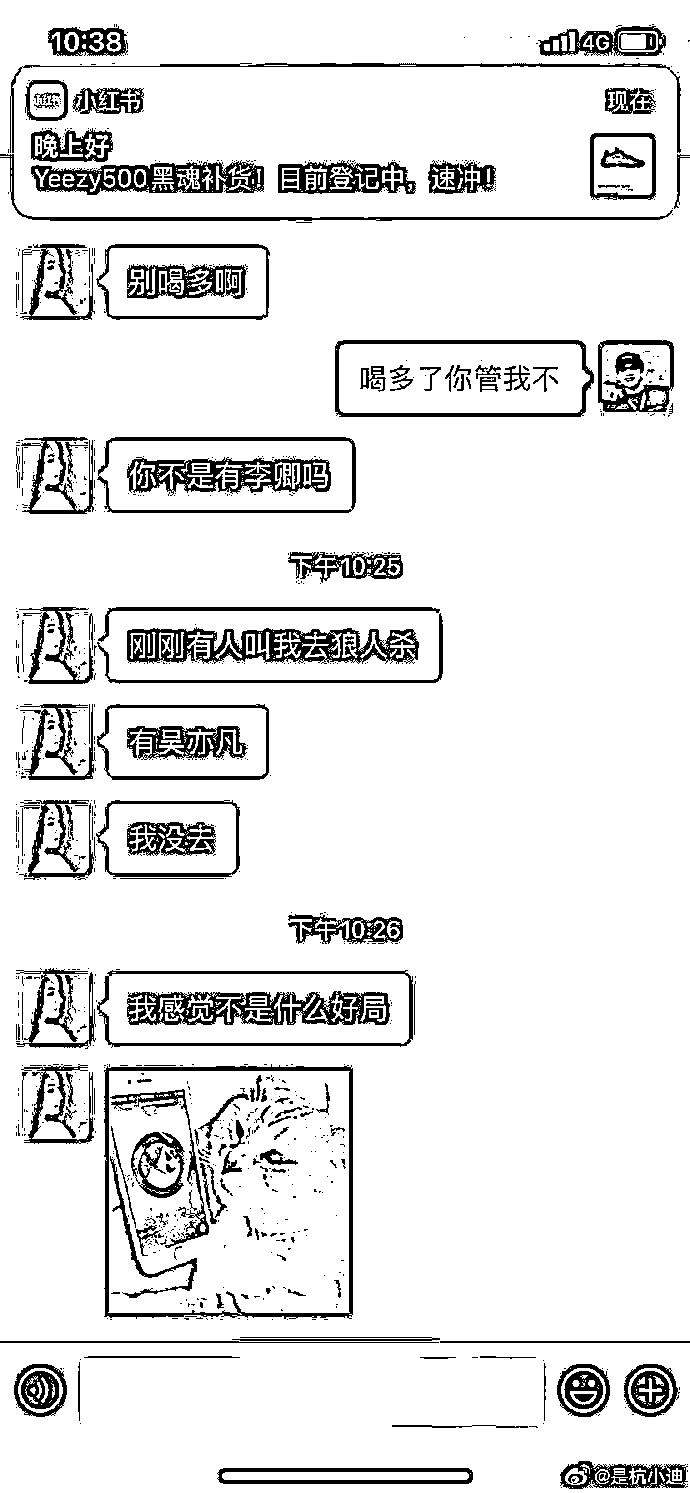 10:38 4G
小红书 现在
晚上好
Yeezy500黑魂补货！目前登记中，速冲！
别喝多啊
喝多了你管我不
你不是有李卿吗
下午10:25
刚刚有人叫我去狼人杀
有吴亦凡
我没去
下午10:26
我感觉不是什么好局
@是杭小迪